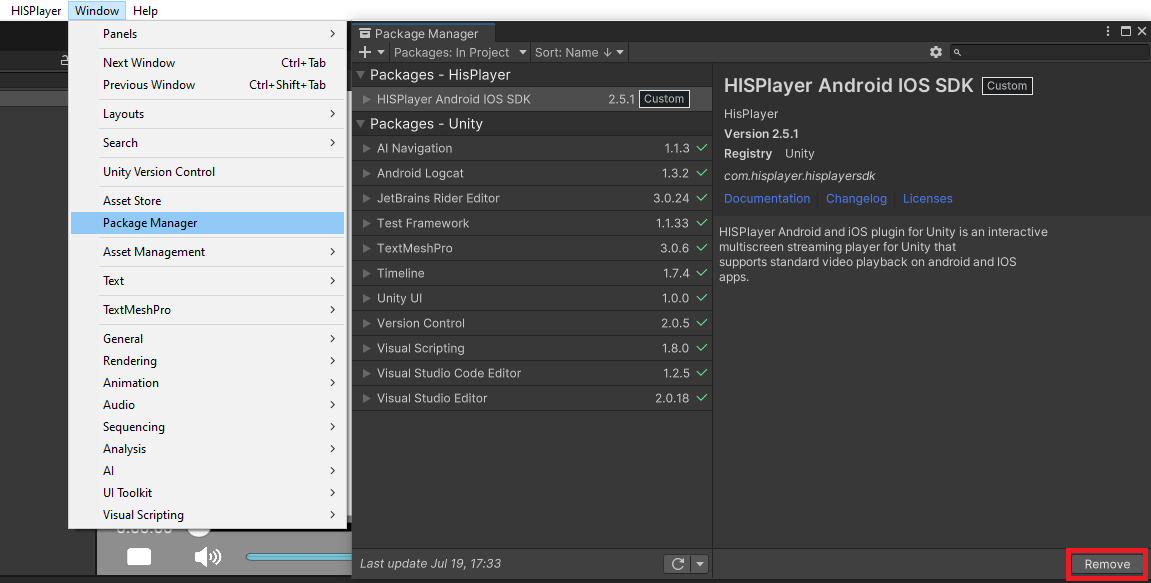 HISPlayer Window Help
Panels
Next Window Ctrl+Tab
Previous Window Ctrl+Shift+Tab
Layouts
Search
Unity Version Control
Asset Store
Package Manager
Asset Management
Text
TextMeshPro
General
Rendering
Animation
Audio
Sequencing
Analysis
AI
UI Toolkit
Visual Scripting
Package Manager
Packages: In Project Sort: Name ↓
Packages - HisPlayer
HISPlayer Android IOS SDK 2.5.1 Custom
Packages - Unity
AI Navigation 1.1.3
Android Logcat 1.3.2
JetBrains Rider Editor 3.0.24
Test Framework 1.1.33
TextMeshPro 3.0.6
Timeline 1.7.4
Unity UI 1.0.0
Version Control 2.0.5
Visual Scripting 1.8.0
Visual Studio Code Editor 1.2.5
Visual Studio Editor 2.0.18
Last update Jul 19, 17:33
HISPlayer Android IOS SDK Custom
HisPlayer
Version 2.5.1
Registry Unity
com.hisplayer.hisplayersdk
Documentation Changelog Licenses
HISPlayer Android and iOS plugin for Unity is an interactive
multiscreen streaming player for Unity that
supports standard video playback on android and IOS
apps.
Remove